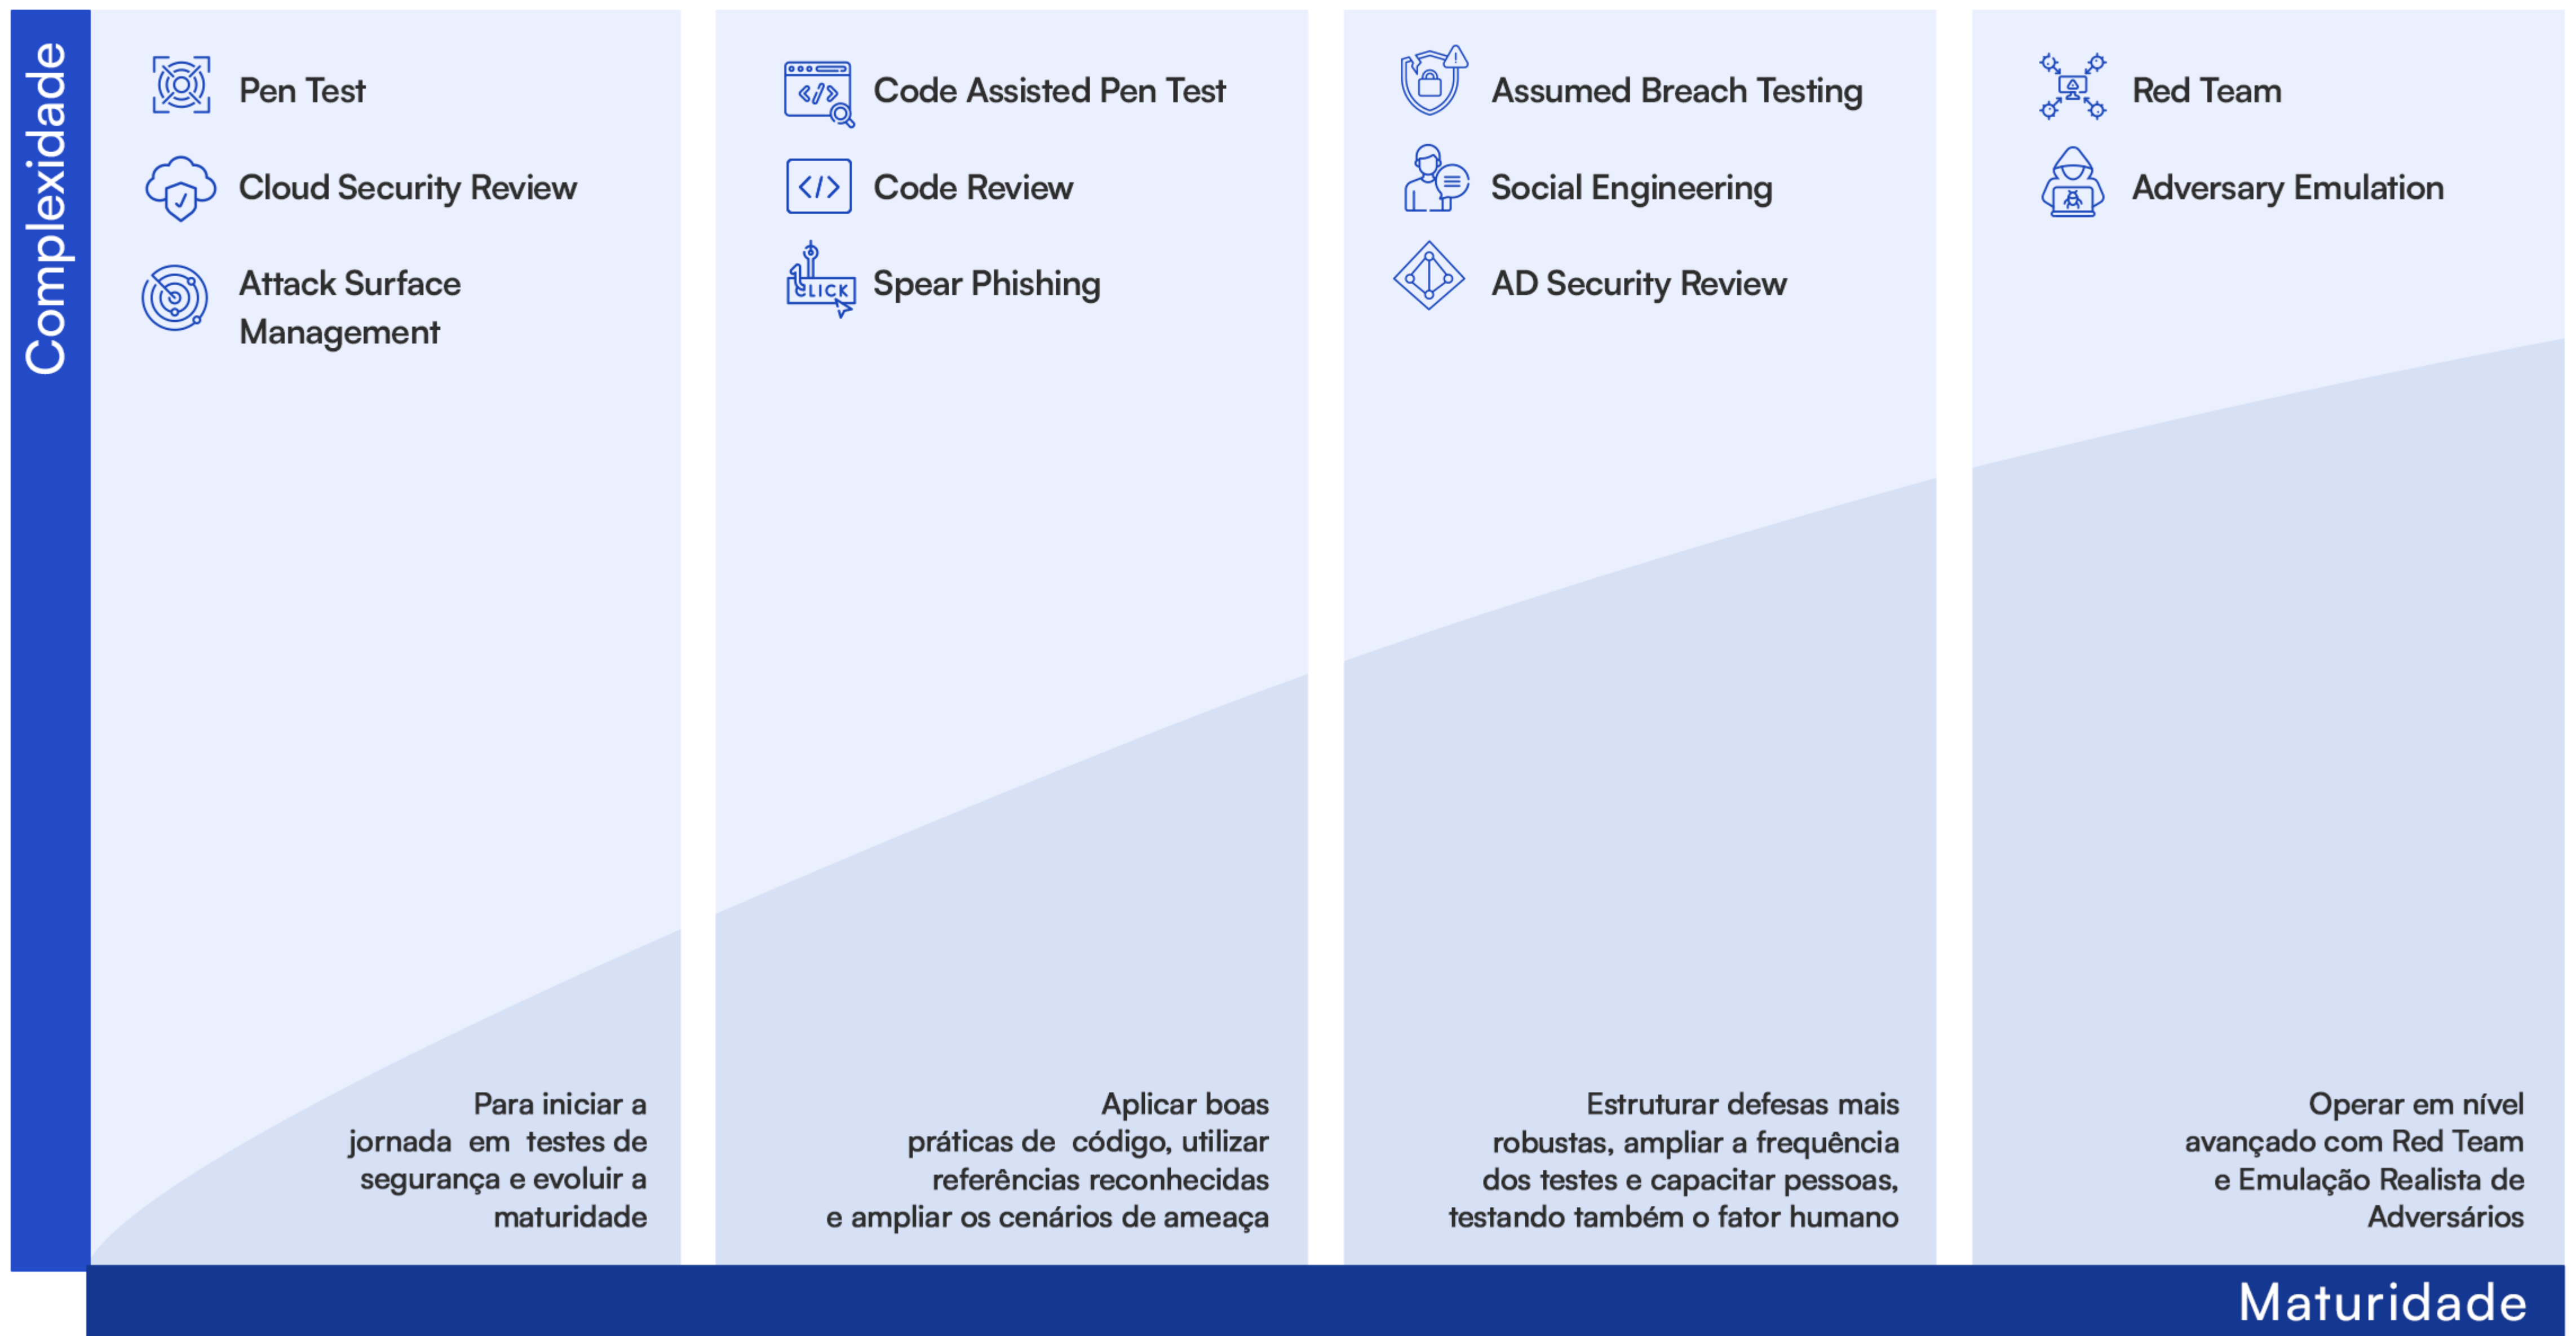 Complexidade
Pen Test
Cloud Security Review
Attack Surface
Management
Para iniciar a
jornada em testes de
segurança e evoluir a
maturidade
Code Assisted Pen Test
Code Review
CLICK
Spear Phishing
Aplicar boas
práticas de código, utilizar
referências reconhecidas
e ampliar os cenários de ameaça
Assumed Breach Testing
Social Engineering
AD Security Review
Estruturar defesas mais
robustas, ampliar a frequência
dos testes e capacitar pessoas,
testando também o fator humano
Red Team
Adversary Emulation
Operar em nível
avançado com Red Team
e Emulação Realista de
Adversários
Maturidade